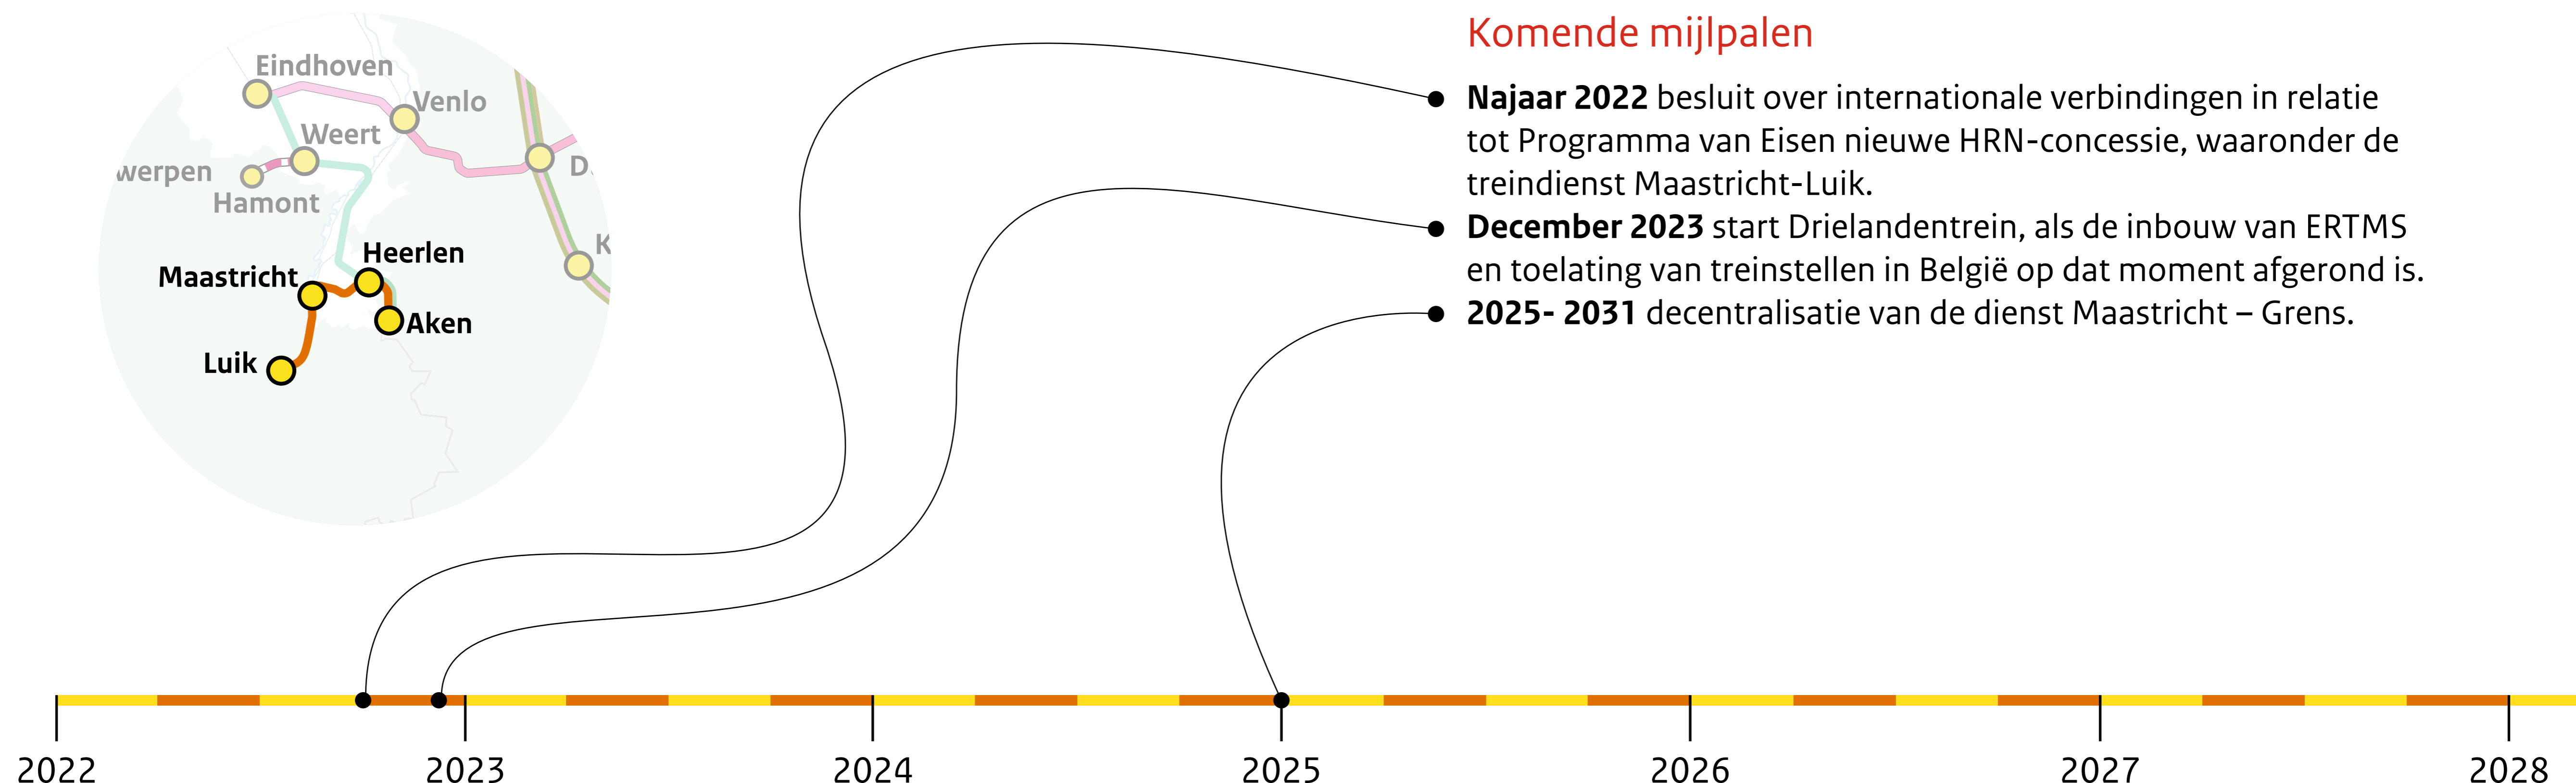 Eindhoven
Venlo
Weert
werpen
Hamont
D
K
Heerlen
Maastricht
Aken
Luik
Komende mijlpalen
Najaar 2022 besluit over internationale verbindingen in relatie
tot Programma van Eisen nieuwe HRN-concessie, waaronder de
treindienst Maastricht-Luik.
December 2023 start Drielandentrein, als de inbouw van ERTMS
en toelating van treinstellen in België op dat moment afgerond is.
2025- 2031 decentralisatie van de dienst Maastricht – Grens.
2022
2023
2024
2025
2026
2027
2028